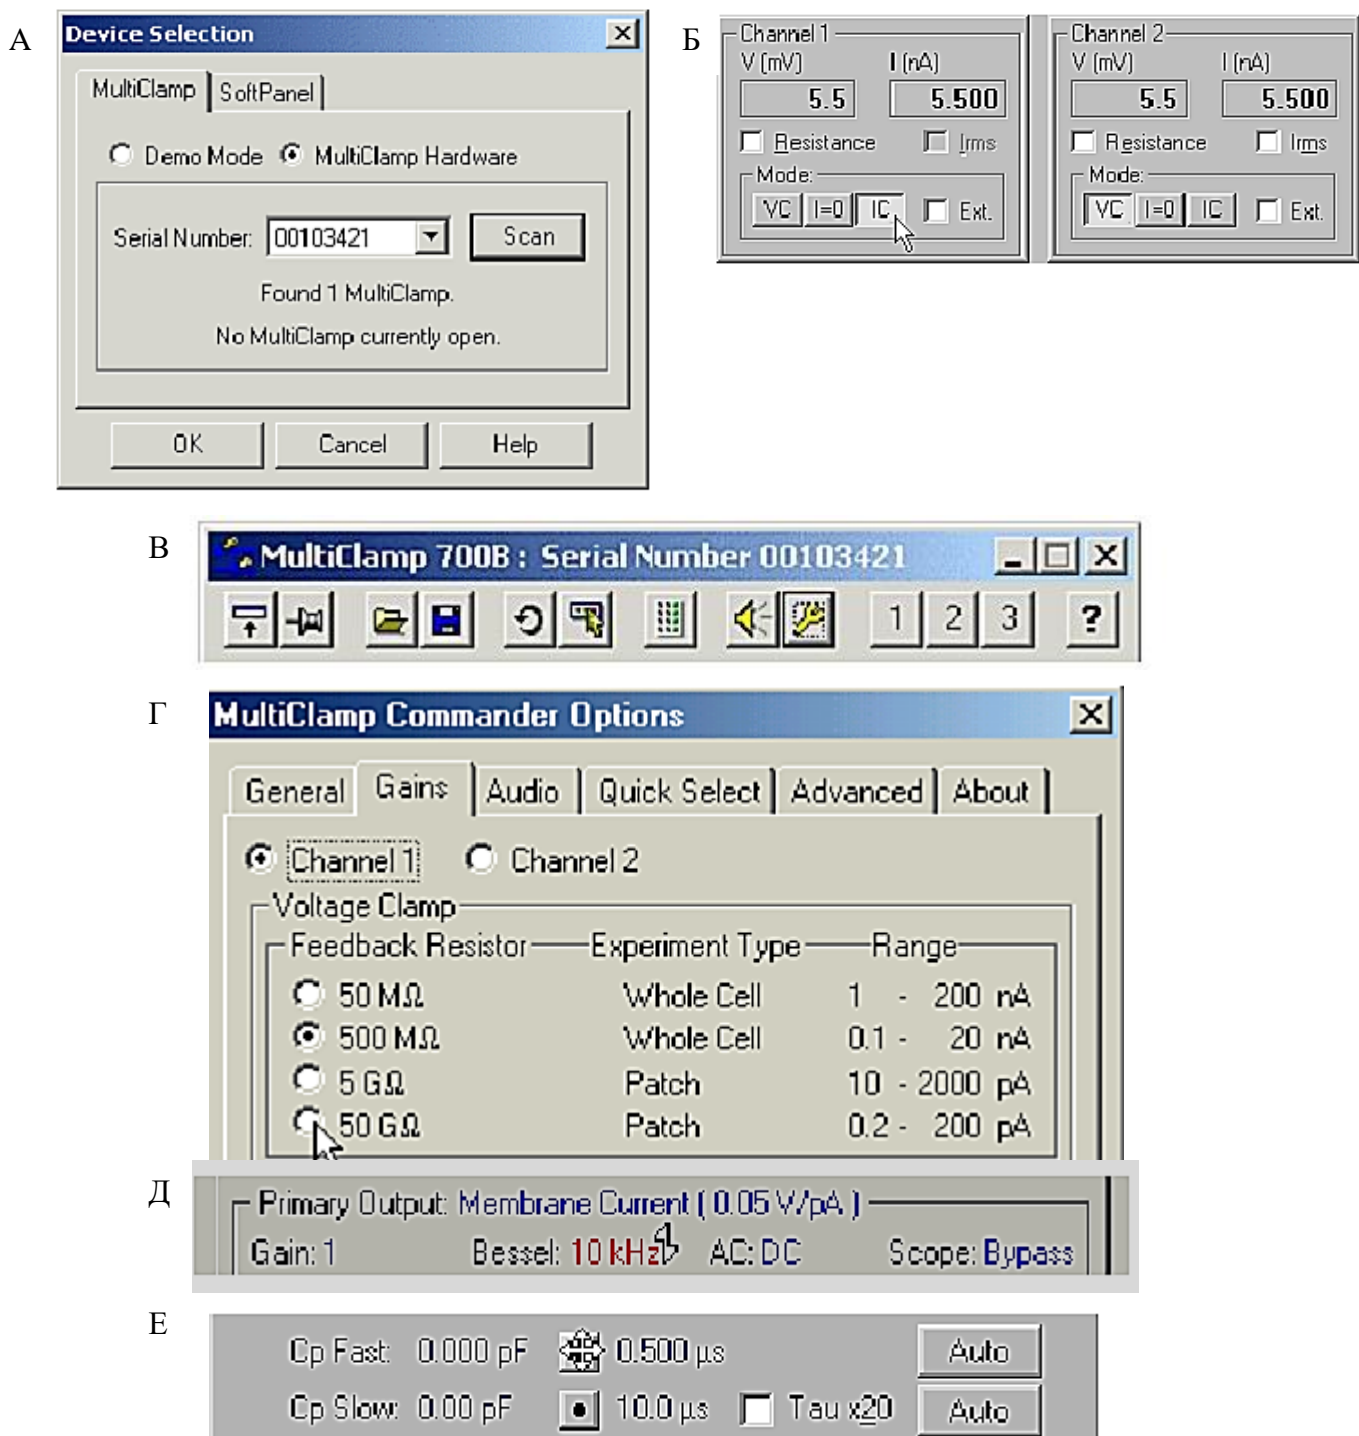 А
Device Selection
MultiClamp SoftPanel
Demo Mode MultiClamp Hardware
Serial Number: 00103421 Scan
Found 1 MultiClamp.
No MultiClamp currently open.
OK Cancel Help
Б
Channel 1
V (mV) I (nA)
5.5 5.500
Resistance Irms
Mode:
VC I=0 IC Ext.
Channel 2
V (mV) I (nA)
5.5 5.500
Resistance Irms
Mode:
VC I=0 IC Ext.
В
MultiClamp 700B : Serial Number 00103421
1 2 3 ?
Г
MultiClamp Commander Options
General Gains Audio Quick Select Advanced About
Channel 1 Channel 2
Voltage Clamp
Feedback Resistor Experiment Type Range
50 MΩ Whole Cell 1 - 200 nA
500 MΩ Whole Cell 0.1 - 20 nA
5 GΩ Patch 10 - 2000 pA
50 GΩ Patch 0.2 - 200 pA
Д
Primary Output: Membrane Current ( 0.05 V/pA )
Gain: 1 Bessel: 10 kHz AC: DC Scope: Bypass
Е
Cp Fast: 0.000 pF 0.500 µs Auto
Cp Slow: 0.00 pF 10.0 µs Tau x20 Auto